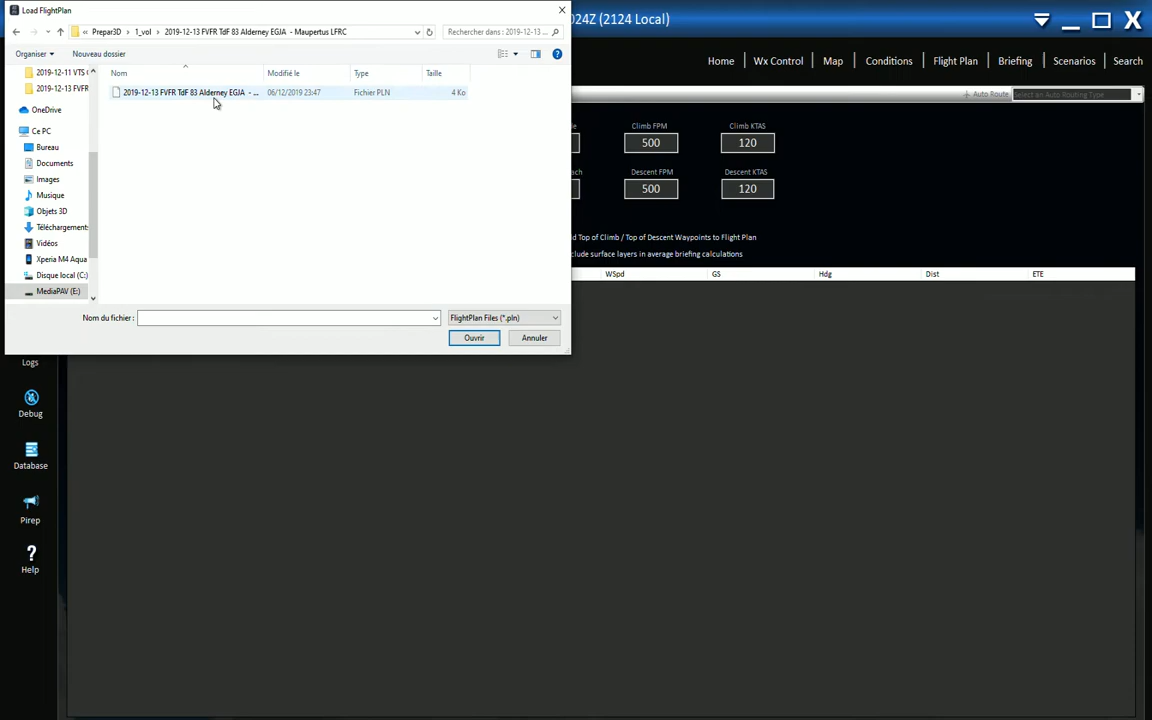 Load FlightPlan
024Z (2124 Local)
« Prepar3D > 1_vol > 2019-12-13 FVFR TdF 83 Alderney EGJA - Maupertus LFRC
Rechercher dans : 2019-12-13 ...
Organiser
Nouveau dossier
Home
Wx Control
Map
Conditions
Flight Plan
Briefing
Scenarios
Search
2019-12-11 VTS
2019-12-13 FVFR
Nom
Modifié le
Type
Taille
2019-12-13 FVFR TdF 83 Alderney EGJA - ...
06/12/2019 23:47
Fichier PLN
4 Ko
Auto Route
Select an Auto Routing Type
OneDrive
Ce PC
Bureau
Documents
Images
Musique
Objets 3D
Téléchargements
Vidéos
Xperia M4 Aqua
Disque local (C:)
MediaPAV (E:)
Climb FPM
Climb KTAS
500
120
Descent FPM
Descent KTAS
500
120
d Top of Climb / Top of Descent Waypoints to Flight Plan
clude surface layers in average briefing calculations
WSpd
GS
Hdg
Dist
ETE
Nom du fichier :
FlightPlan Files (*.pln)
Ouvrir
Annuler
Logs
Debug
Database
Pirep
Help